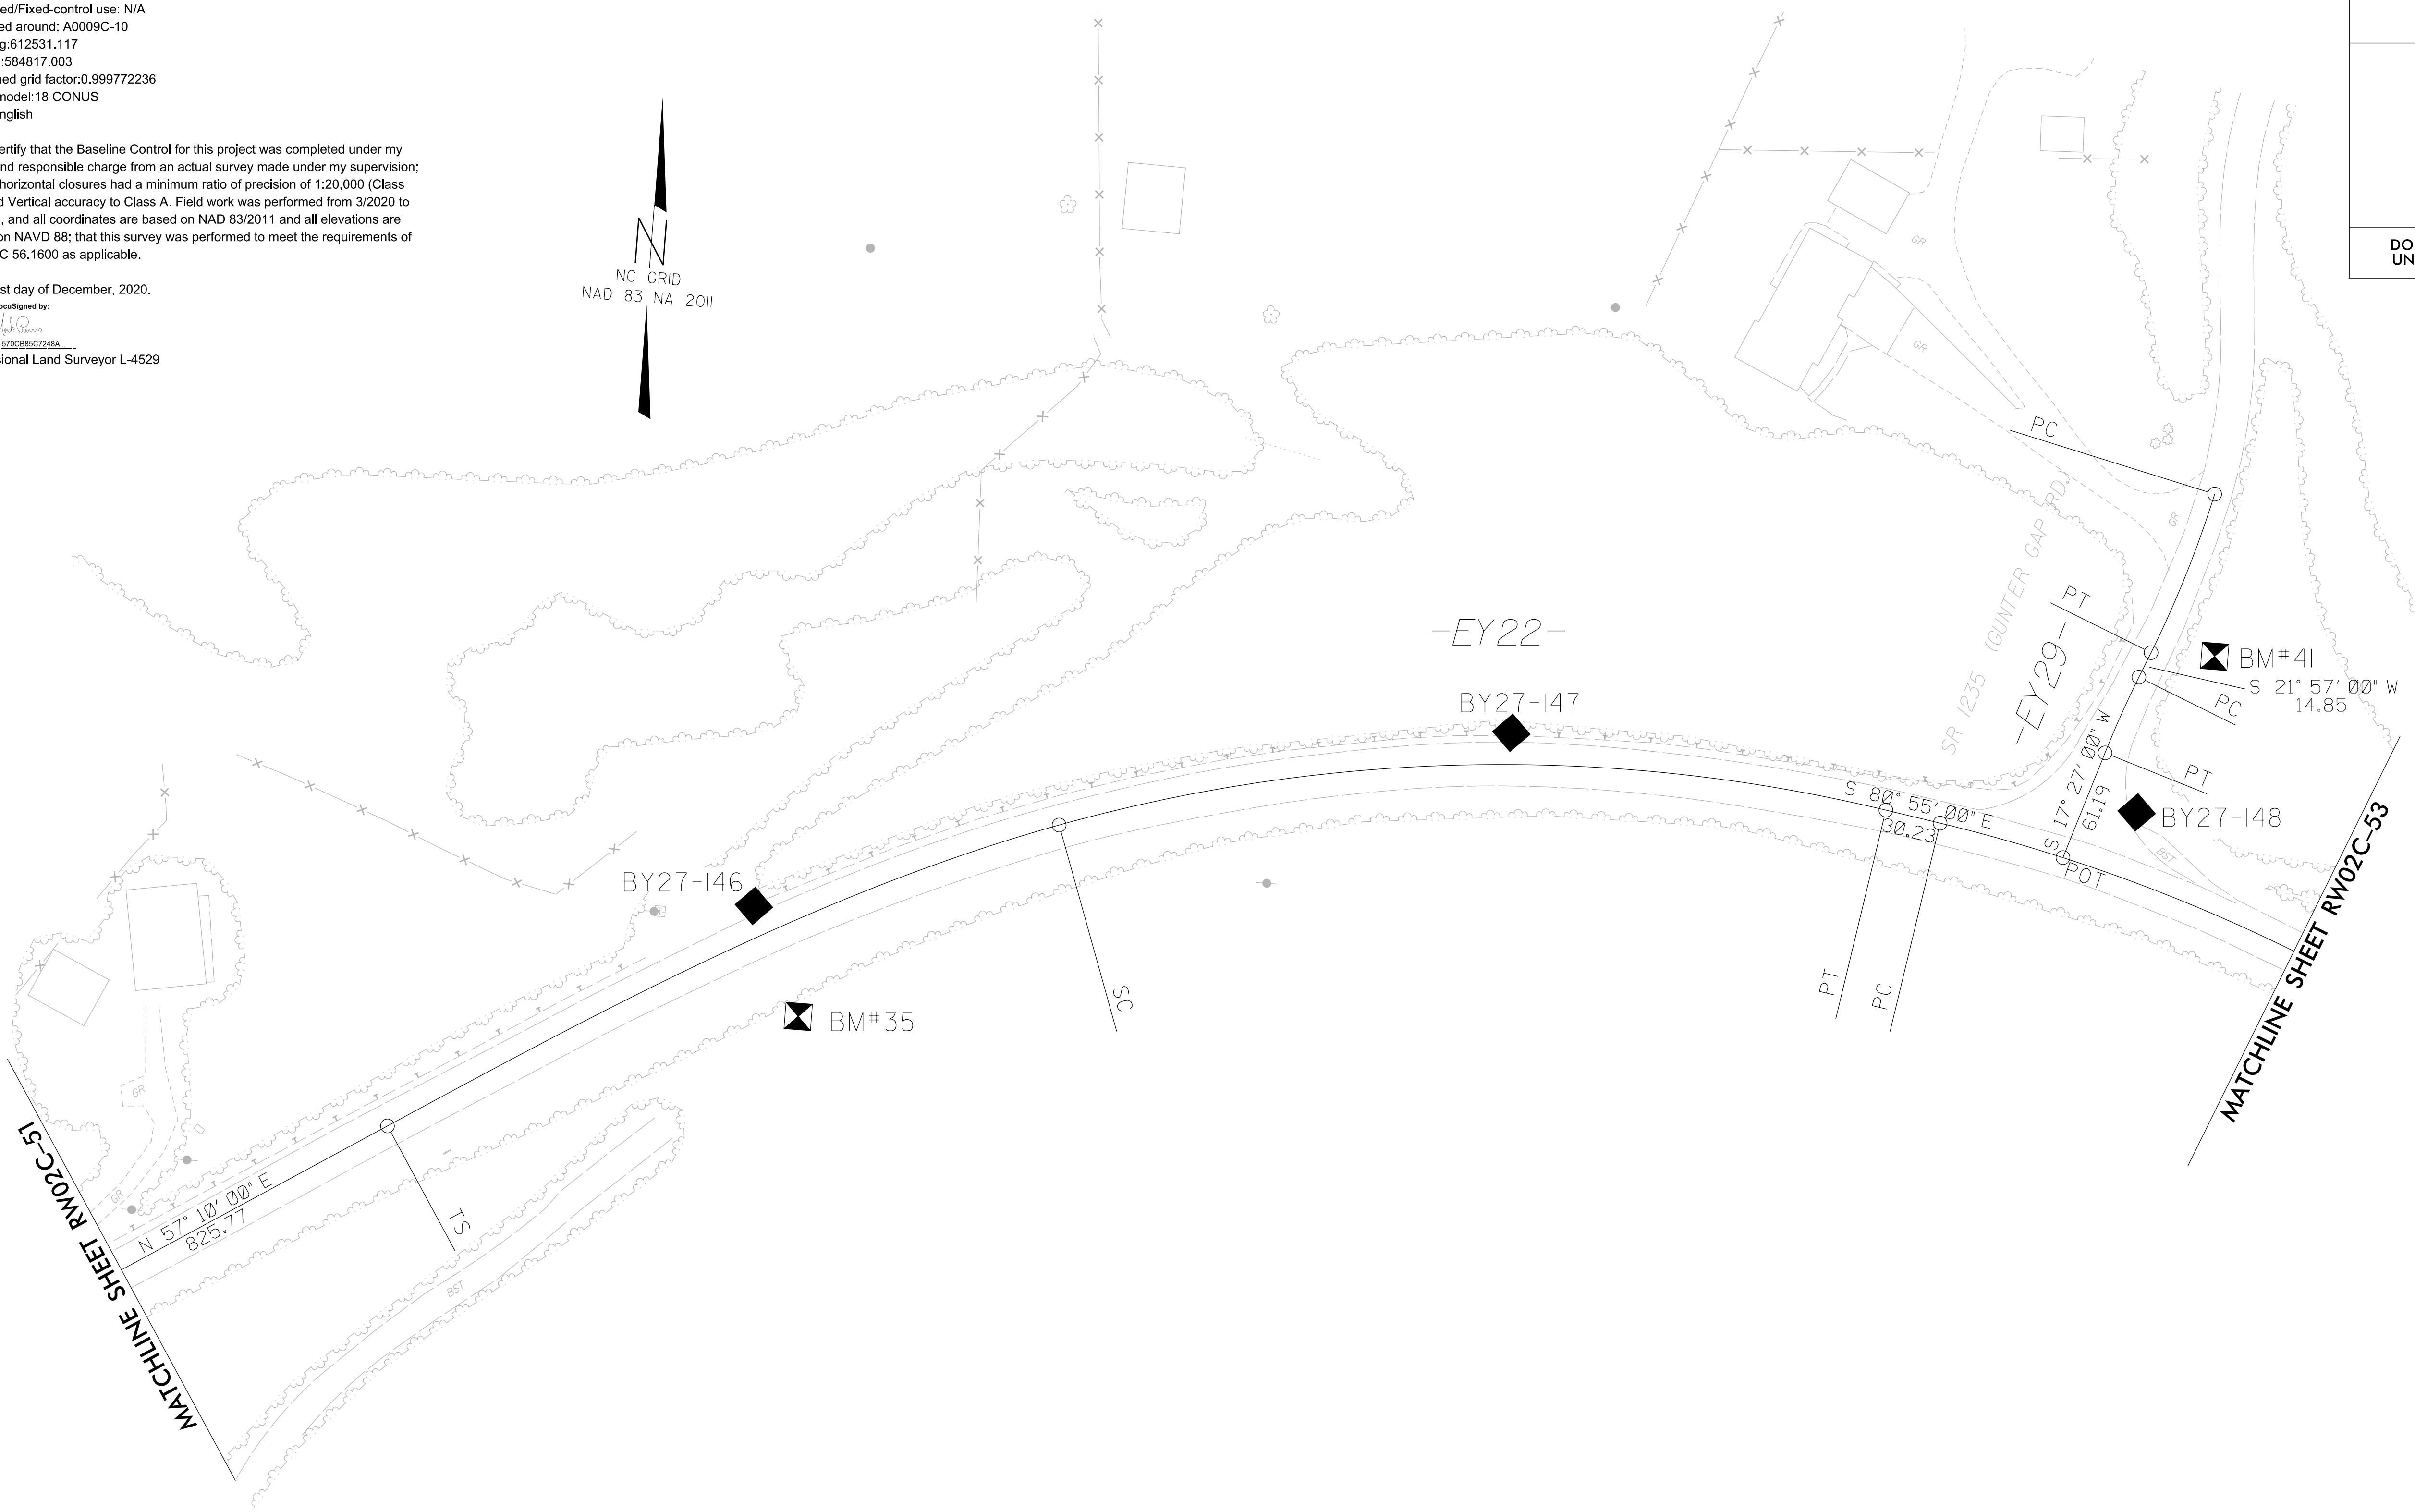 ed/Fixed-control use: N/A
ed around: A0009C-10
g:612531.117
:584817.003
ned grid factor:0.999772236
model:18 CONUS
nglish
ertify that the Baseline Control for this project was completed under my
nd responsible charge from an actual survey made under my supervision;
horizontal closures had a minimum ratio of precision of 1:20,000 (Class
d Vertical accuracy to Class A. Field work was performed from 3/2020 to
, and all coordinates are based on NAD 83/2011 and all elevations are
on NAVD 88; that this survey was performed to meet the requirements of
C 56.1600 as applicable.
st day of December, 2020.
ocuSigned by:
1570CB85C7248A...
sional Land Surveyor L-4529
N
NC GRID
NAD 83 NA 2011
DO
UN
GR
GR
PC
GR
SR 1235 (GUNTER GAP RD)
PT
-EY29-
-EY22-
BM#41
S 21° 57' 00" W
14.85
PC
BY27-147
PT
S 17° 27' 00" W
61.19
S 80° 55' 00" E
30.23
BY27-148
BST
POT
BY27-146
PT
PC
SC
BM#35
MATCHLINE SHEET RW02C-53
GR
GR
N 57° 10' 00" E
825.77
TS
BST
MATCHLINE SHEET RW02C-51